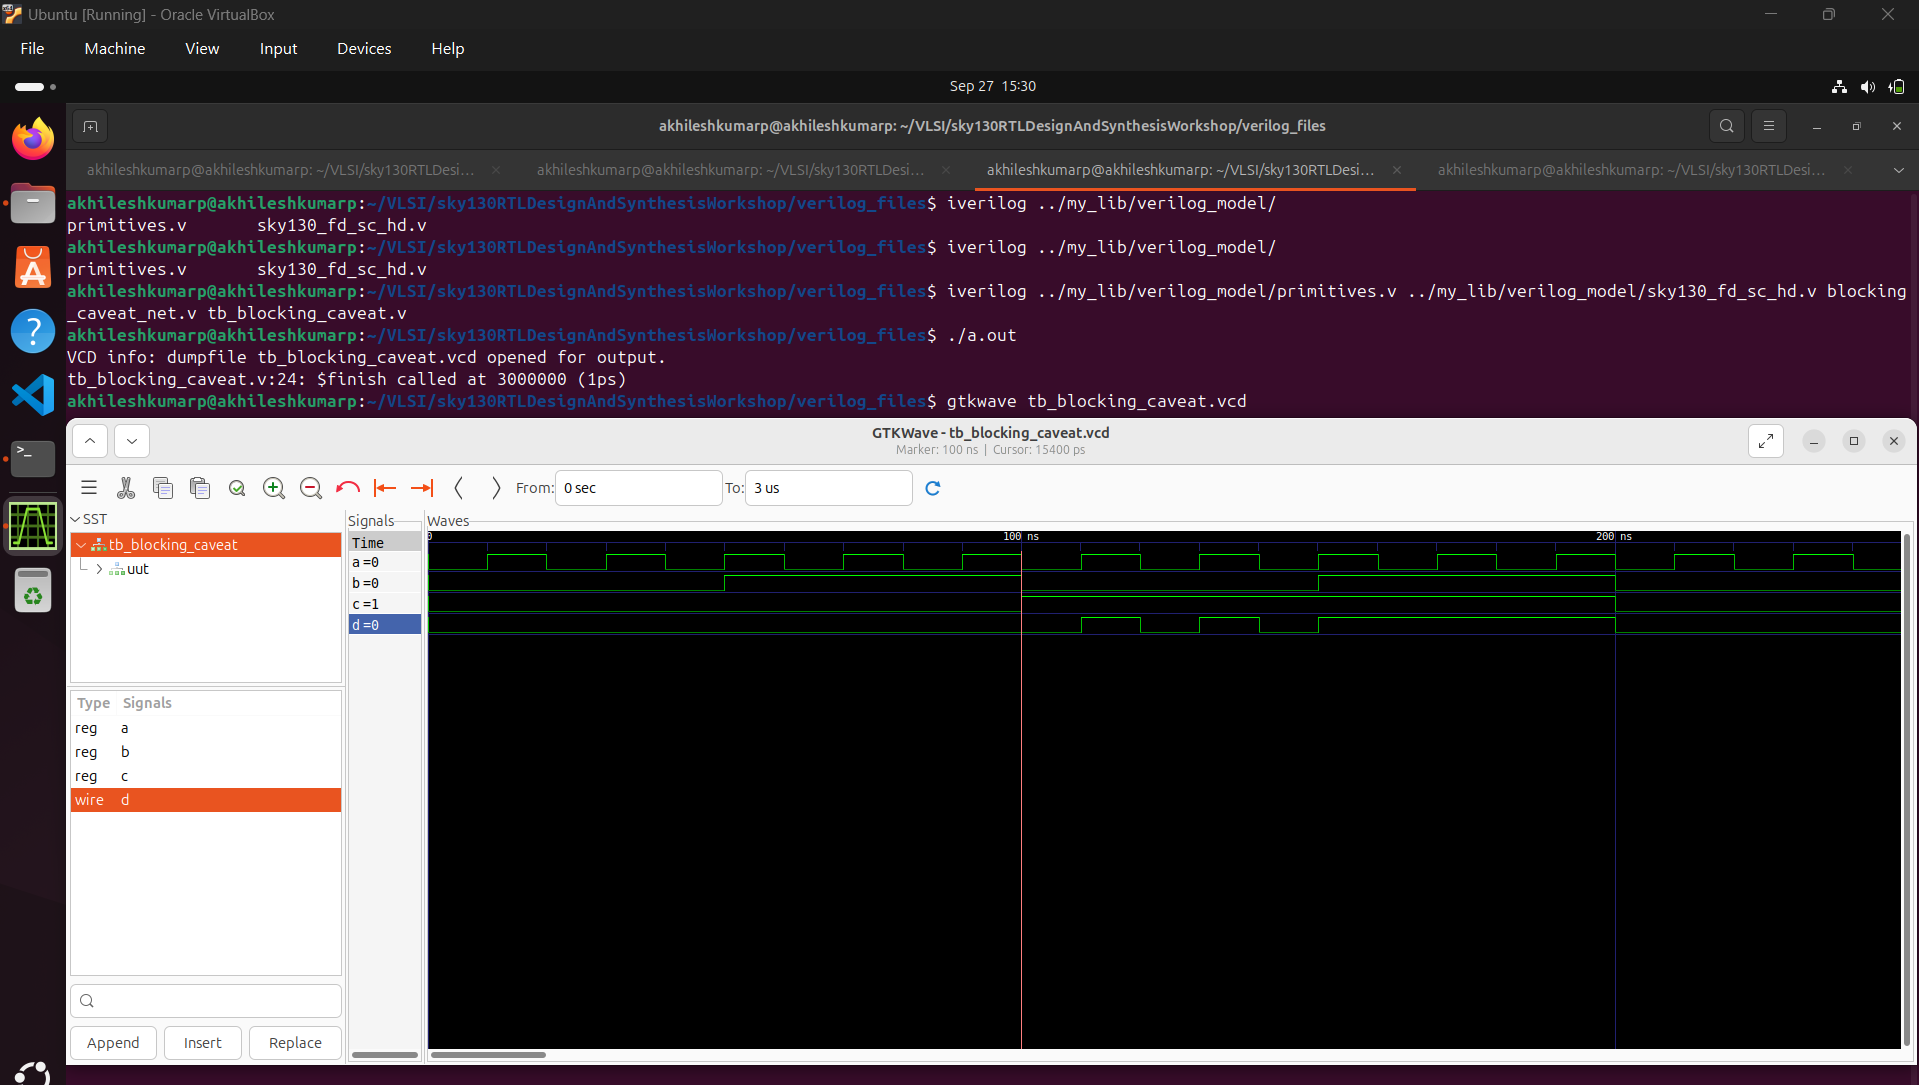 Ubuntu [Running] - Oracle VirtualBox
File Machine View Input Devices Help
Sep 27 15:30
akhileshkumarp@akhileshkumarp: ~/VLSI/sky130RTLDesignAndSynthesisWorkshop/verilog_files
akhileshkumarp@akhileshkumarp: ~/VLSI/sky130RTLDesi... akhileshkumarp@akhileshkumarp: ~/VLSI/sky130RTLDesi... akhileshkumarp@akhileshkumarp: ~/VLSI/sky130RTLDesi... akhileshkumarp@akhileshkumarp: ~/VLSI/sky130RTLDesi...
akhileshkumarp@akhileshkumarp:~/VLSI/sky130RTLDesignAndSynthesisWorkshop/verilog_files$ iverilog ../my_lib/verilog_model/
primitives.v sky130_fd_sc_hd.v
akhileshkumarp@akhileshkumarp:~/VLSI/sky130RTLDesignAndSynthesisWorkshop/verilog_files$ iverilog ../my_lib/verilog_model/
primitives.v sky130_fd_sc_hd.v
akhileshkumarp@akhileshkumarp:~/VLSI/sky130RTLDesignAndSynthesisWorkshop/verilog_files$ iverilog ../my_lib/verilog_model/primitives.v ../my_lib/verilog_model/sky130_fd_sc_hd.v blocking
_caveat_net.v tb_blocking_caveat.v
akhileshkumarp@akhileshkumarp:~/VLSI/sky130RTLDesignAndSynthesisWorkshop/verilog_files$ ./a.out
VCD info: dumpfile tb_blocking_caveat.vcd opened for output.
tb_blocking_caveat.v:24: $finish called at 3000000 (1ps)
akhileshkumarp@akhileshkumarp:~/VLSI/sky130RTLDesignAndSynthesisWorkshop/verilog_files$ gtkwave tb_blocking_caveat.vcd
GTKWave - tb_blocking_caveat.vcd
Marker: 100 ns | Cursor: 15400 ps
From: 0 sec To: 3 us
SST
tb_blocking_caveat
uut
Type Signals
reg a
reg b
reg c
wire d
Append Insert Replace
Signals
Time
a=0
b=0
c=1
d=0
Waves
0 100 ns 200 ns